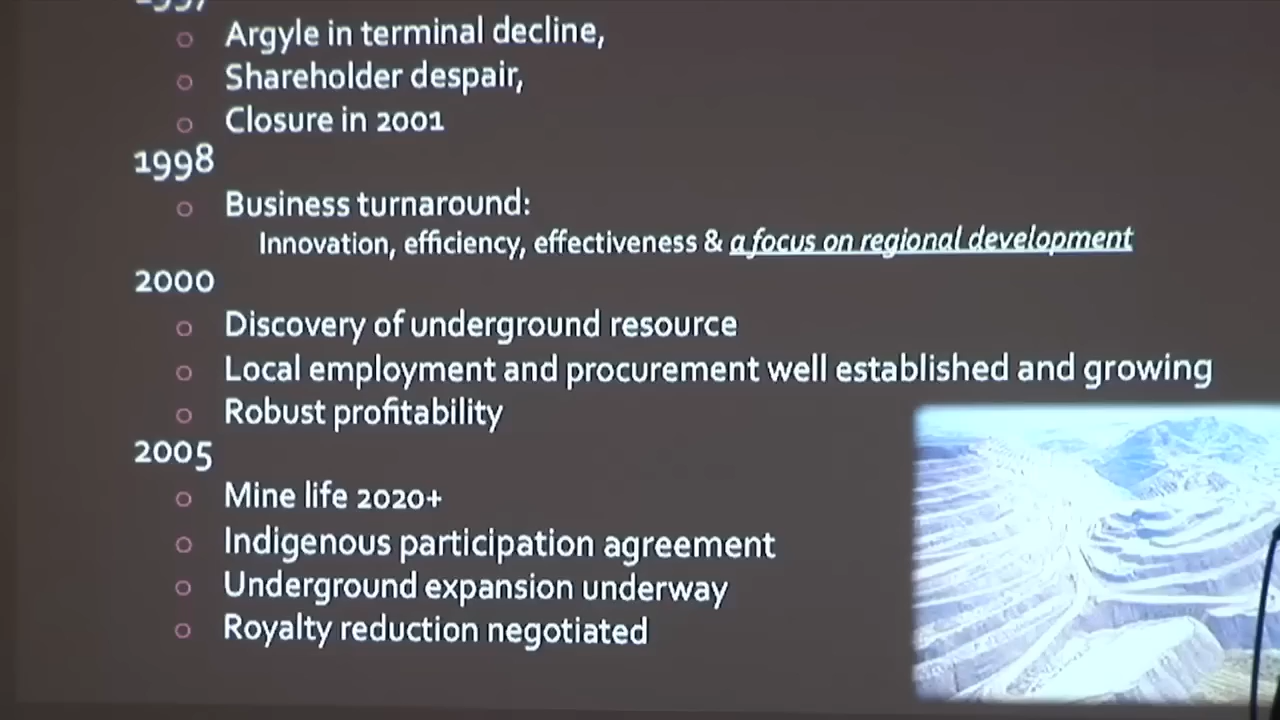 1997
Argyle in terminal decline,
Shareholder despair,
Closure in 2001
1998
Business turnaround:
Innovation, efficiency, effectiveness & a focus on regional development
2000
Discovery of underground resource
Local employment and procurement well established and growing
Robust profitability
2005
Mine life 2020+
Indigenous participation agreement
Underground expansion underway
Royalty reduction negotiated